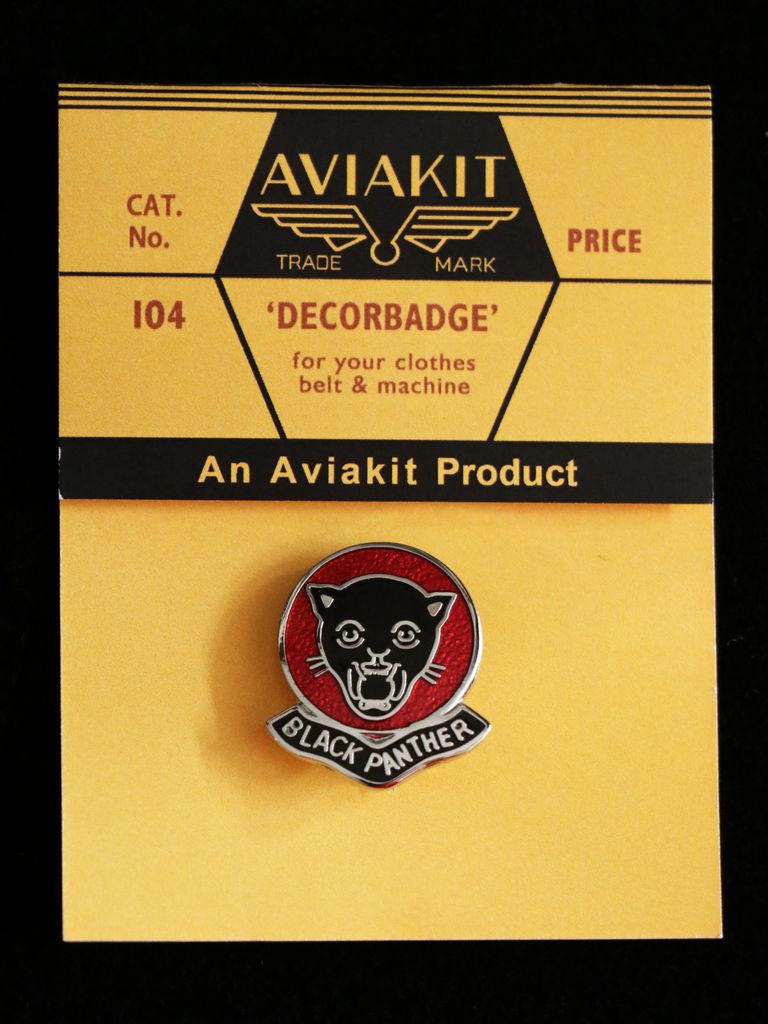 AVIAKIT
TRADE MARK
CAT.
No.
PRICE
104
'DECORBADGE'
for your clothes
belt & machine
An Aviakit Product
BLACK PANTHER